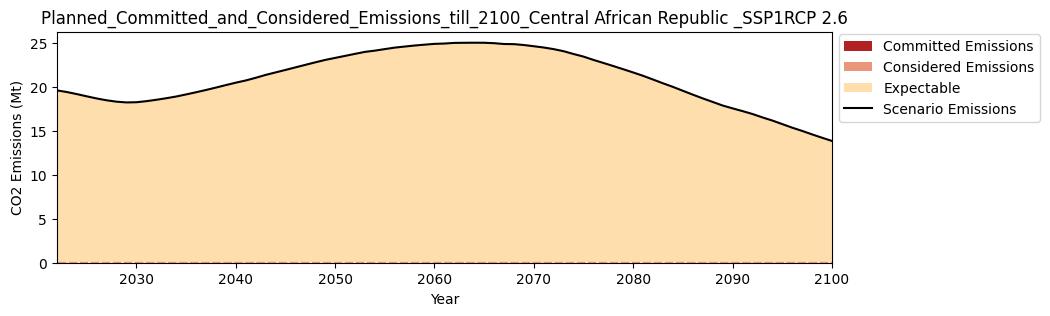 Planned_Committed_and_Considered_Emissions_till_2100_Central African Republic _SSP1RCP 2.6
25
20
15
10
5
0
CO2 Emissions (Mt)
2030 2040 2050 2060 2070 2080 2090 2100
Year
Committed Emissions
Considered Emissions
Expectable
Scenario Emissions